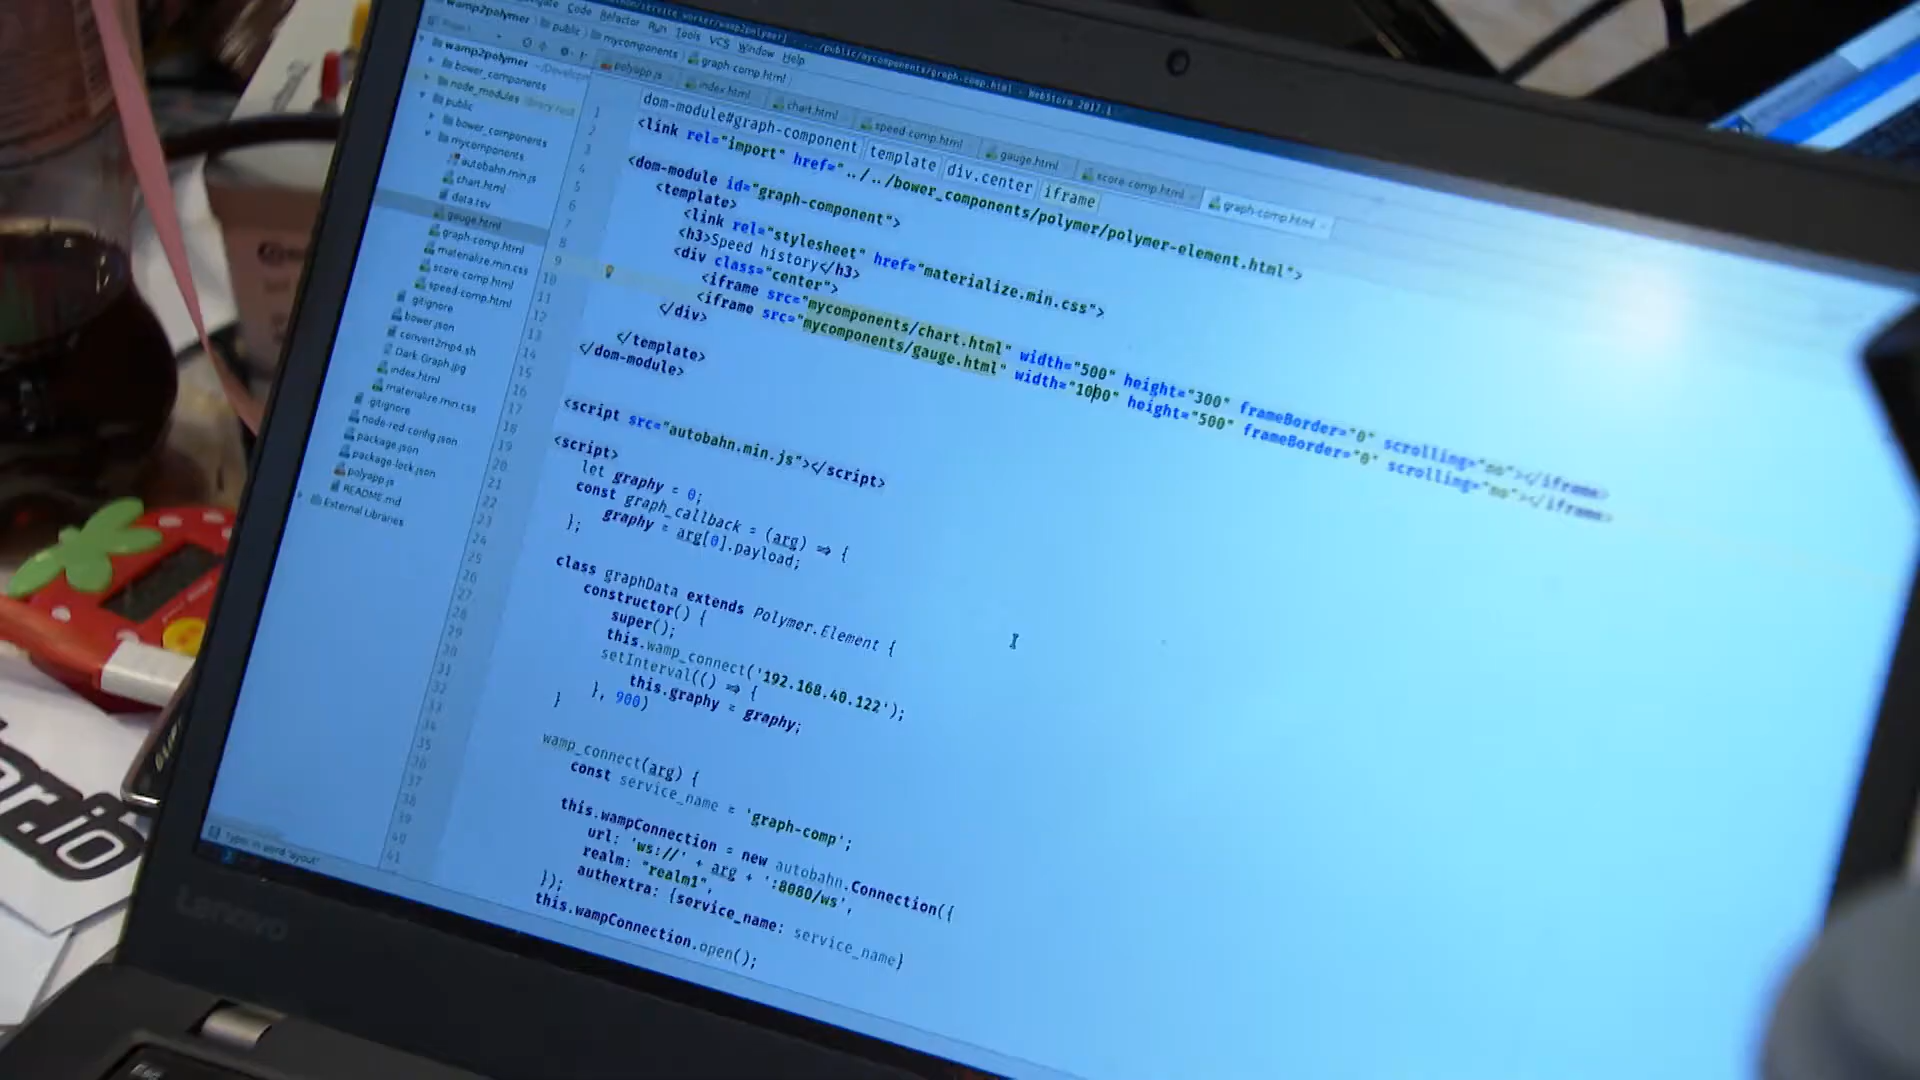 wamp2polymer
Code Refactor Run Tools VCS Window Help
/public/mycomponents/graph-comp.html - WebStorm 2017.1
wamp2polymer public mycomponents graph-comp.html
polyapp.js index.html chart.html speed-comp.html gauge.html score-comp.html graph-comp.html
wamp2polymer
bower_components
node_modules
public
bower_components
mycomponents
autobahn.min.js
chart.html
data.tsv
gauge.html
graph-comp.html
materialize.min.css
score-comp.html
speed-comp.html
.gitignore
bower.json
convert2mp4.sh
Dark Graph.jpg
index.html
materialize.min.css
.gitignore
node-red-config.json
package.json
package-lock.json
polyapp.js
README.md
External Libraries
dom-module#graph-component template div.center iframe
<link rel="import" href="../../bower_components/polymer/polymer-element.html">
<dom-module id="graph-component">
<template>
<link rel="stylesheet" href="materialize.min.css">
<h3>Speed history</h3>
<div class="center">
<iframe src="mycomponents/chart.html" width="500" height="300" frameBorder="0" scrolling="no"></iframe>
<iframe src="mycomponents/gauge.html" width="1000" height="500" frameBorder="0" scrolling="no"></iframe>
</div>
</template>
</dom-module>
<script src="autobahn.min.js"></script>
<script>
let graphy = 0;
const graph_callback = (arg) => {
graphy = arg[0].payload;
};
class graphData extends Polymer.Element {
constructor() {
super();
this.wamp_connect('192.168.40.122');
setInterval(() => {
this.graphy = graphy;
}, 900)
}
wamp_connect(arg) {
const service_name = 'graph-comp';
this.wampConnection = new autobahn.Connection({
url: 'ws://' + arg + ':8080/ws',
realm: "realm1",
authextra: {service_name: service_name}
});
this.wampConnection.open();
Typo: In word 'layout'
Lenovo
Esc